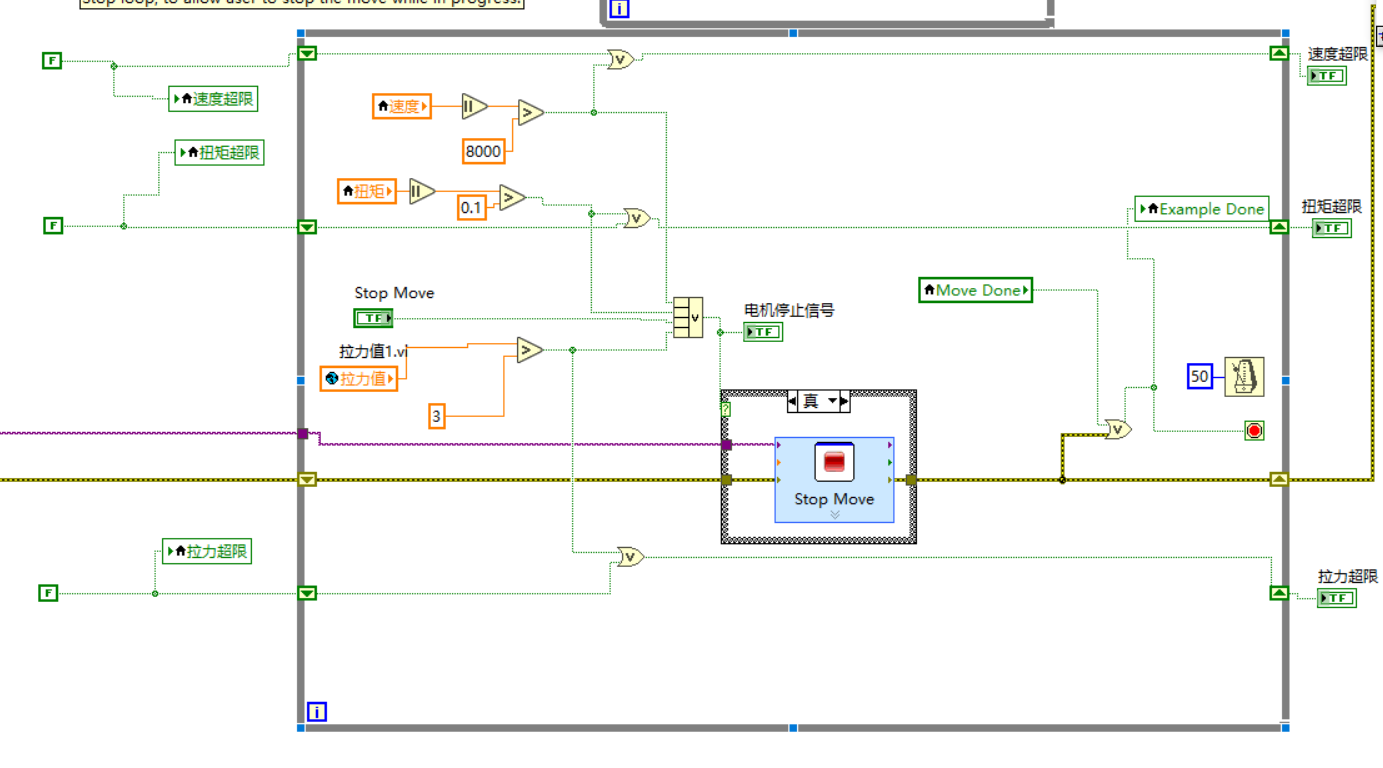 Stop loop, to allow user to stop the move while in progress.
i
F
速度超限
速度超限
TF
速度
8000
扭矩超限
扭矩
0.1
F
Example Done
扭矩超限
TF
Stop Move
TF
Move Done
电机停止信号
TF
拉力值1.vi
拉力值
3
真
50
?
Stop Move
拉力超限
F
拉力超限
TF
i